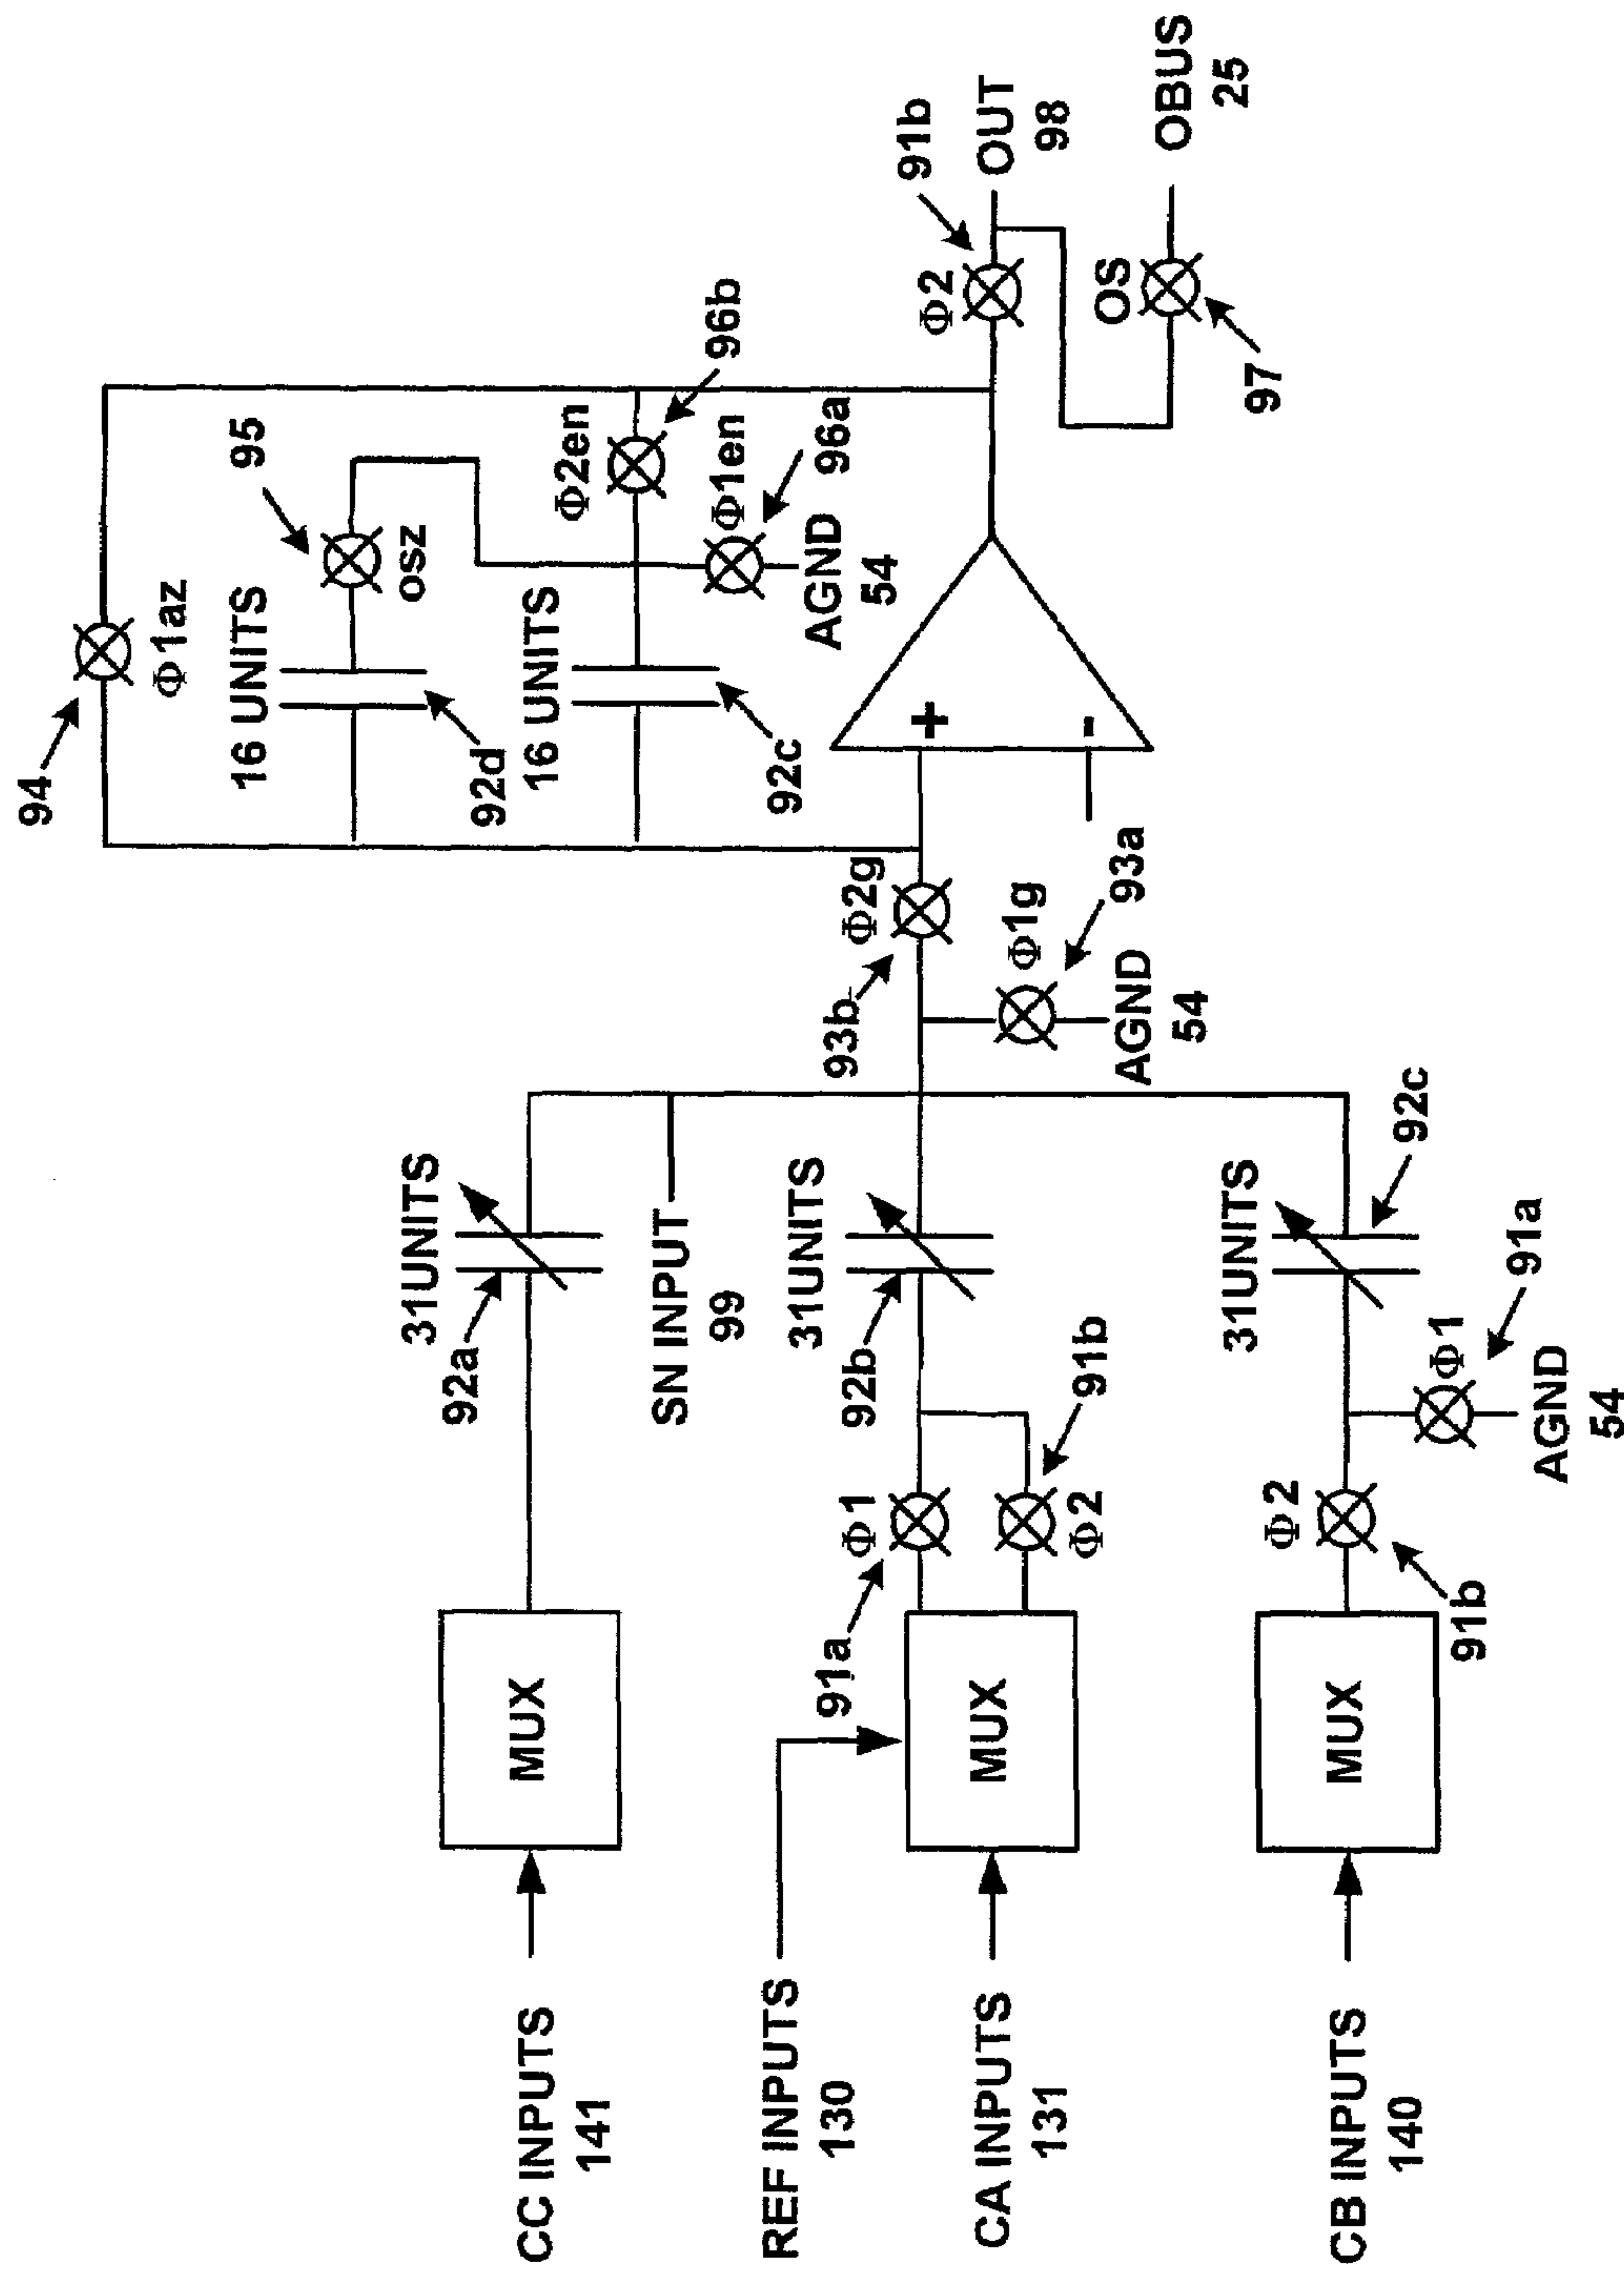 94
Φ1az
95
16 UNITS
osz
92d
Φ2en
96b
16 UNITS
Φ1en
96a
92c
AGND
54
91b
Φ2
OUT
98
OS
OBUS
25
97
+
-
Φ2g
93b
Φ1g
93a
AGND
54
31UNITS
92a
SN INPUT
99
31UNITS
92b
31UNITS
92c
CC INPUTS
141
MUX
REF INPUTS
130
91a
Φ1
CA INPUTS
131
MUX
Φ2
91b
CB INPUTS
140
MUX
Φ2
91b
Φ1
91a
AGND
54